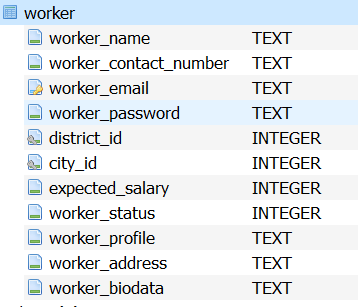 worker
worker_name TEXT
worker_contact_number TEXT
worker_email TEXT
worker_password TEXT
district_id INTEGER
city_id INTEGER
expected_salary INTEGER
worker_status INTEGER
worker_profile TEXT
worker_address TEXT
worker_biodata TEXT